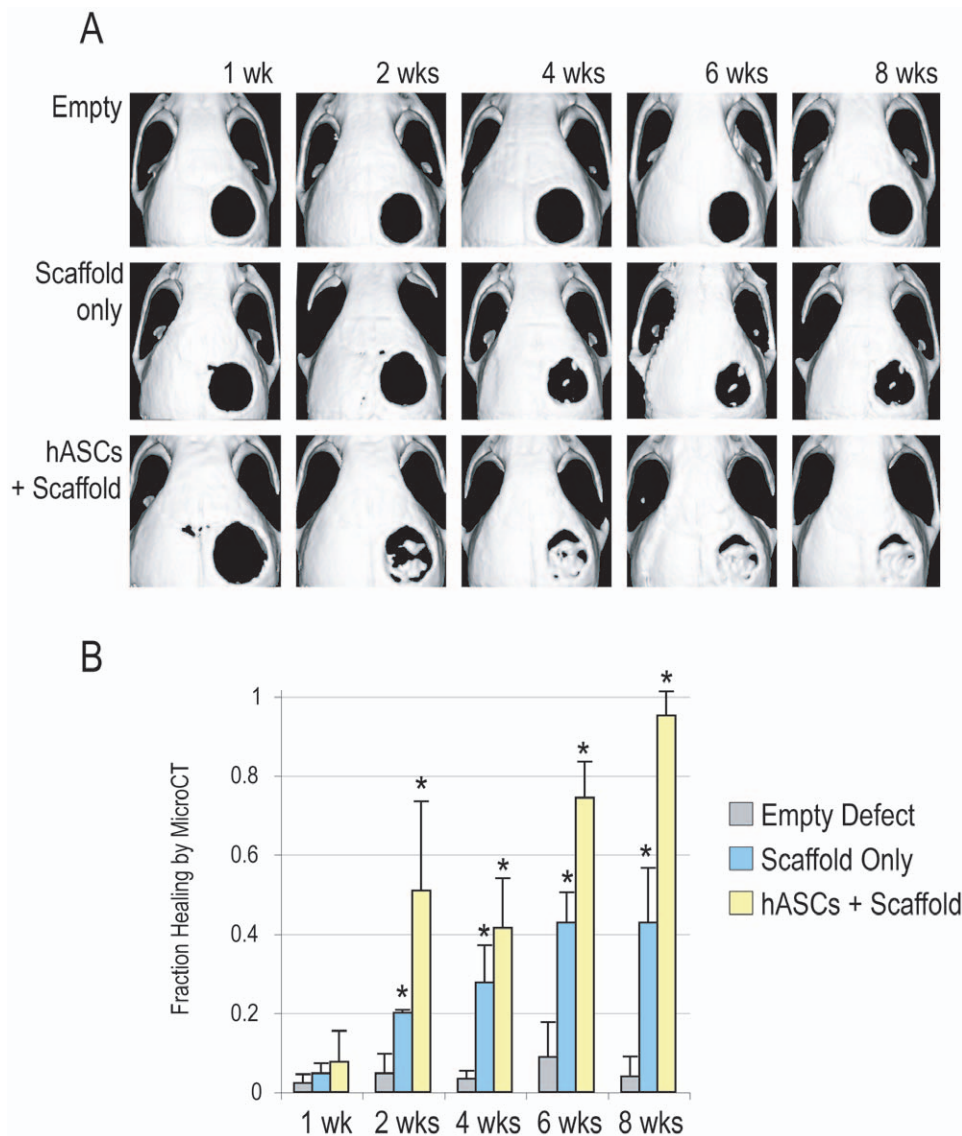 A
1 wk 2 wks 4 wks 6 wks 8 wks
Empty
Scaffold
only
hASCs
+ Scaffold
B
Fraction Healing by MicroCT
1
0.8
0.6
0.4
0.2
0
* * * * * * * *
1 wk 2 wks 4 wks 6 wks 8 wks
Empty Defect
Scaffold Only
hASCs + Scaffold